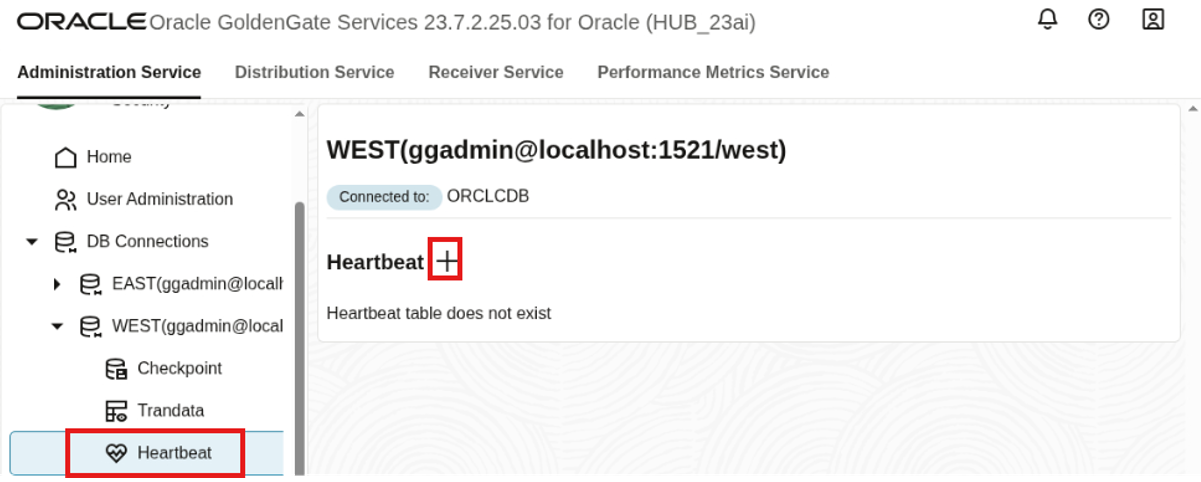 ORACLE Oracle GoldenGate Services 23.7.2.25.03 for Oracle (HUB_23ai)
Administration Service Distribution Service Receiver Service Performance Metrics Service
Security
Home
User Administration
DB Connections
EAST(ggadmin@local
WEST(ggadmin@local
Checkpoint
Trandata
Heartbeat
WEST(ggadmin@localhost:1521/west)
Connected to: ORCLCDB
Heartbeat
Heartbeat table does not exist